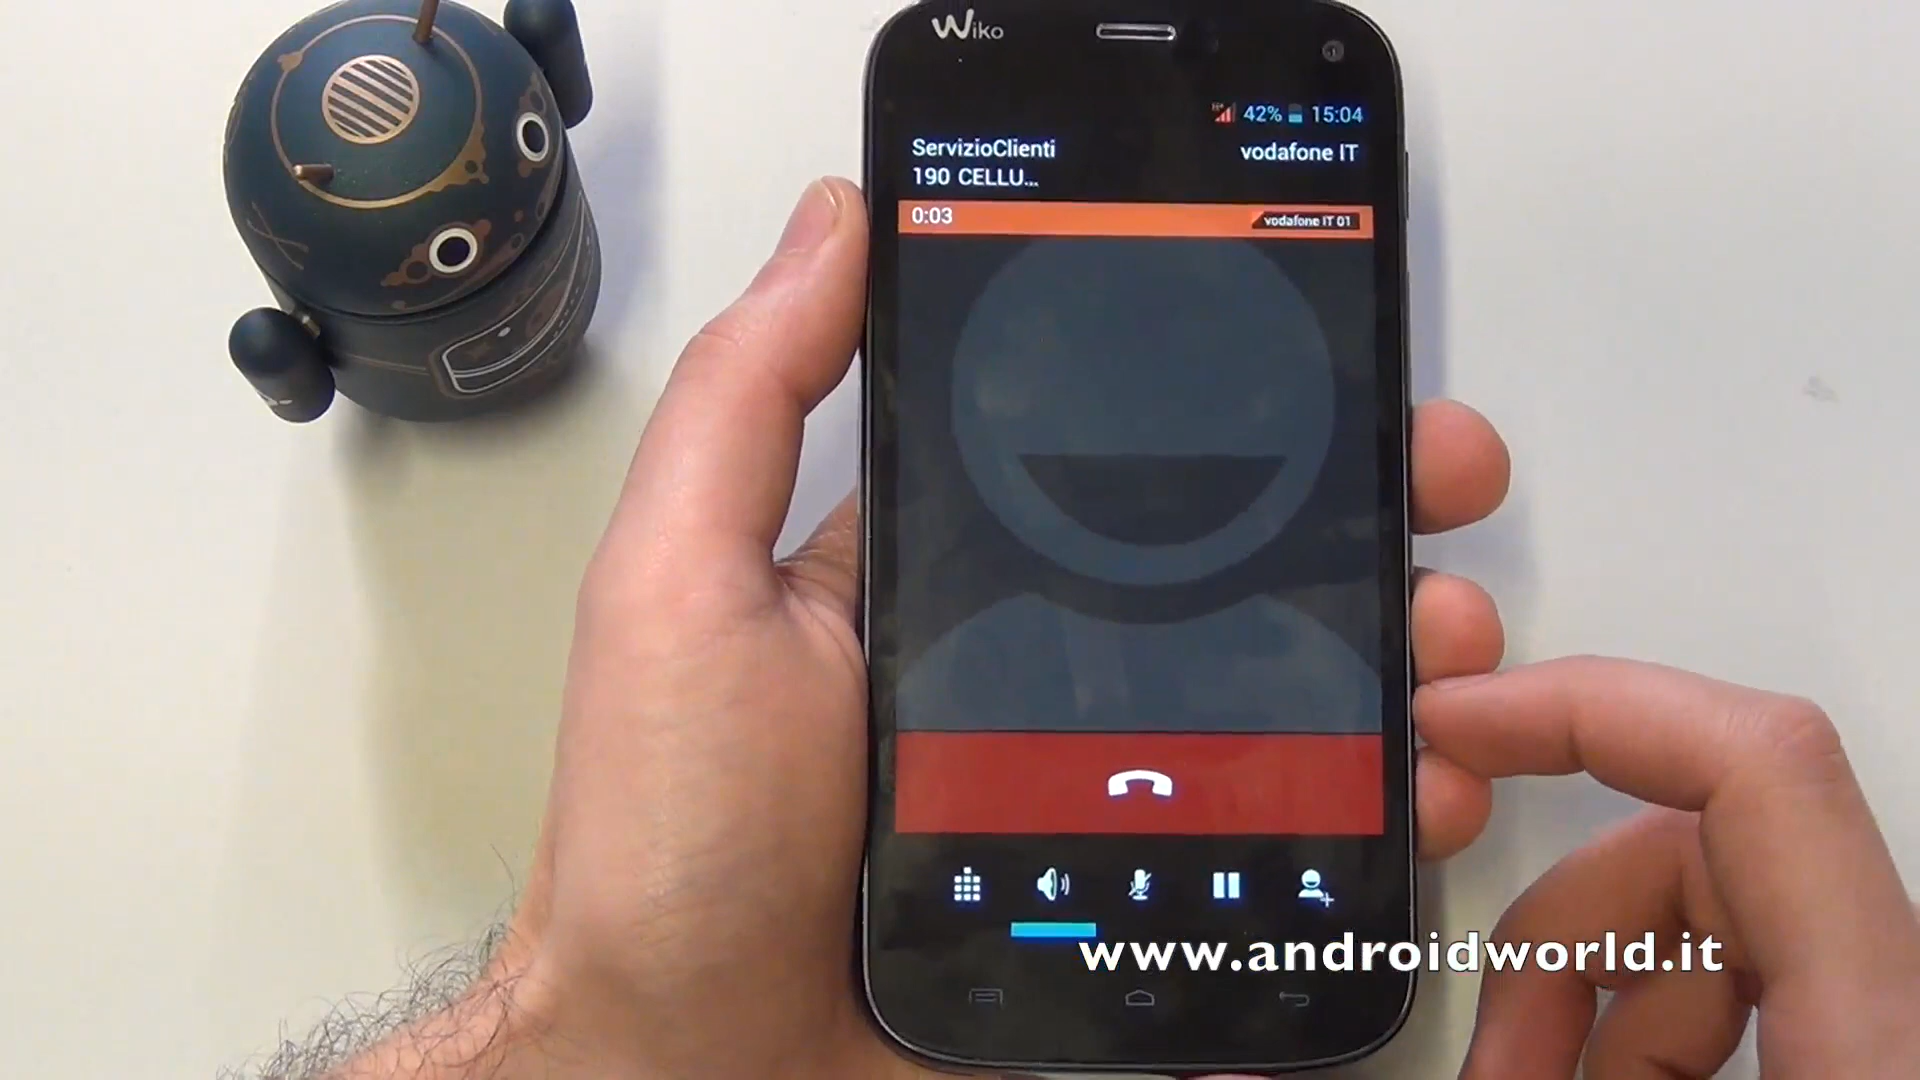 Wiko
42% 15:04
ServizioClienti
190 CELLU...
vodafone IT
0:03
vodafone IT 01
www.androidworld.it